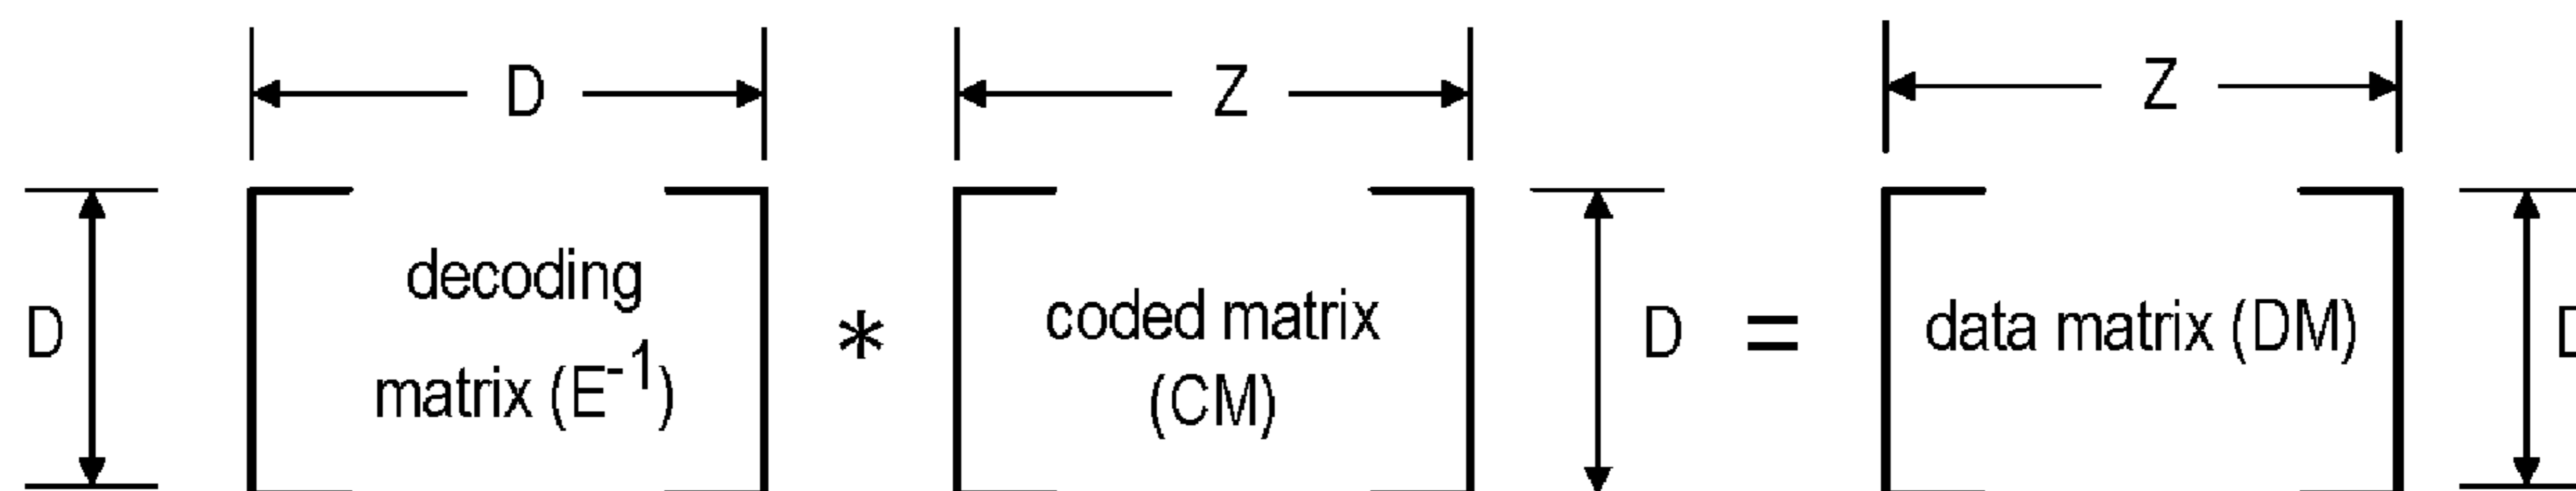 D Z Z
D decoding matrix (E⁻¹) * coded matrix (CM) D = data matrix (DM) D